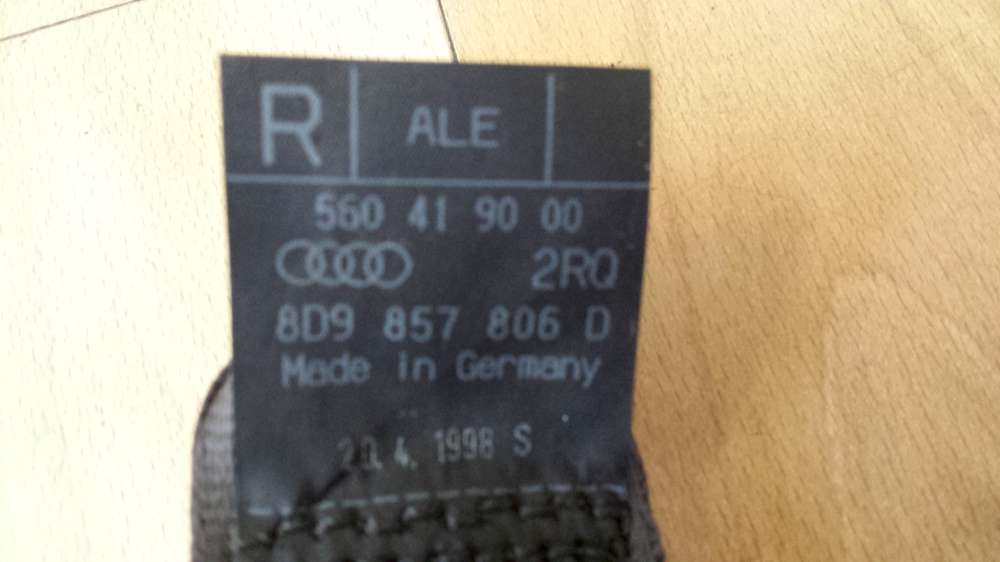 R ALE
560 41 90 00
2RQ
8D9 857 806 D
Made in Germany
20. 4. 1998 S